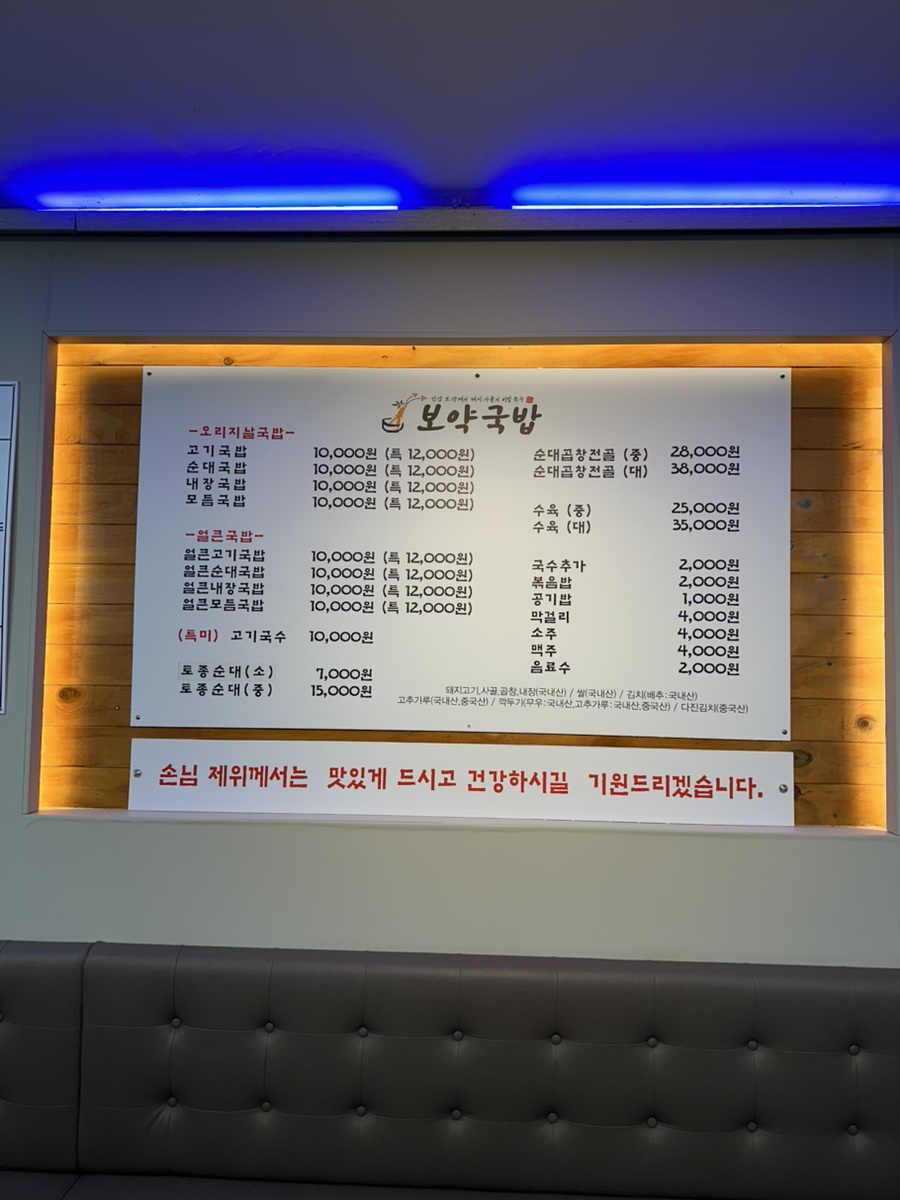 보약국밥
-오리지날국밥-
고기국밥 10,000원 (특 12,000원)
순대국밥 10,000원 (특 12,000원)
내장국밥 10,000원 (특 12,000원)
모듬국밥 10,000원 (특 12,000원)
-얼큰국밥-
얼큰고기국밥 10,000원 (특 12,000원)
얼큰순대국밥 10,000원 (특 12,000원)
얼큰내장국밥 10,000원 (특 12,000원)
얼큰모듬국밥 10,000원 (특 12,000원)
(특미) 고기국수 10,000원
토종순대(소) 7,000원
토종순대(중) 15,000원
순대곱창전골 (중) 28,000원
순대곱창전골 (대) 38,000원
수육 (중) 25,000원
수육 (대) 35,000원
국수추가 2,000원
볶음밥 2,000원
공기밥 1,000원
막걸리 4,000원
소주 4,000원
맥주 4,000원
음료수 2,000원
돼지고기,사골,곱창,내장(국내산) / 쌀(국내산) / 김치(배추:국내산)
고추가루(국내산,중국산) / 깍두기(무우:국내산,고추가루:국내산,중국산) / 다진김치(중국산)
손님 제위께서는 맛있게 드시고 건강하시길 기원드리겠습니다.